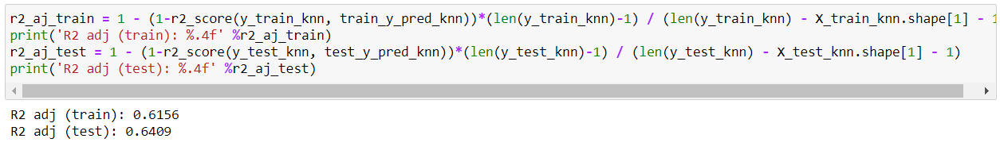 r2_aj_train = 1 - (1-r2_score(y_train_knn, train_y_pred_knn))*(len(y_train_knn)-1) / (len(y_train_knn) - X_train_knn.shape[1] - 1
print('R2 adj (train): %.4f' %r2_aj_train)
r2_aj_test = 1 - (1-r2_score(y_test_knn, test_y_pred_knn))*(len(y_test_knn)-1) / (len(y_test_knn) - X_test_knn.shape[1] - 1)
print('R2 adj (test): %.4f' %r2_aj_test)
R2 adj (train): 0.6156
R2 adj (test): 0.6409